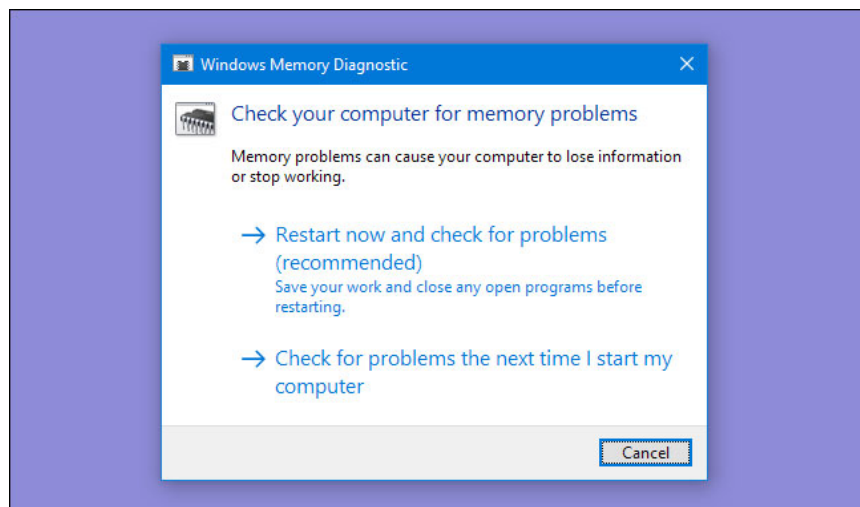 Windows Memory Diagnostic
Check your computer for memory problems
Memory problems can cause your computer to lose information
or stop working.
Restart now and check for problems
(recommended)
Save your work and close any open programs before
restarting.
Check for problems the next time I start my
computer
Cancel